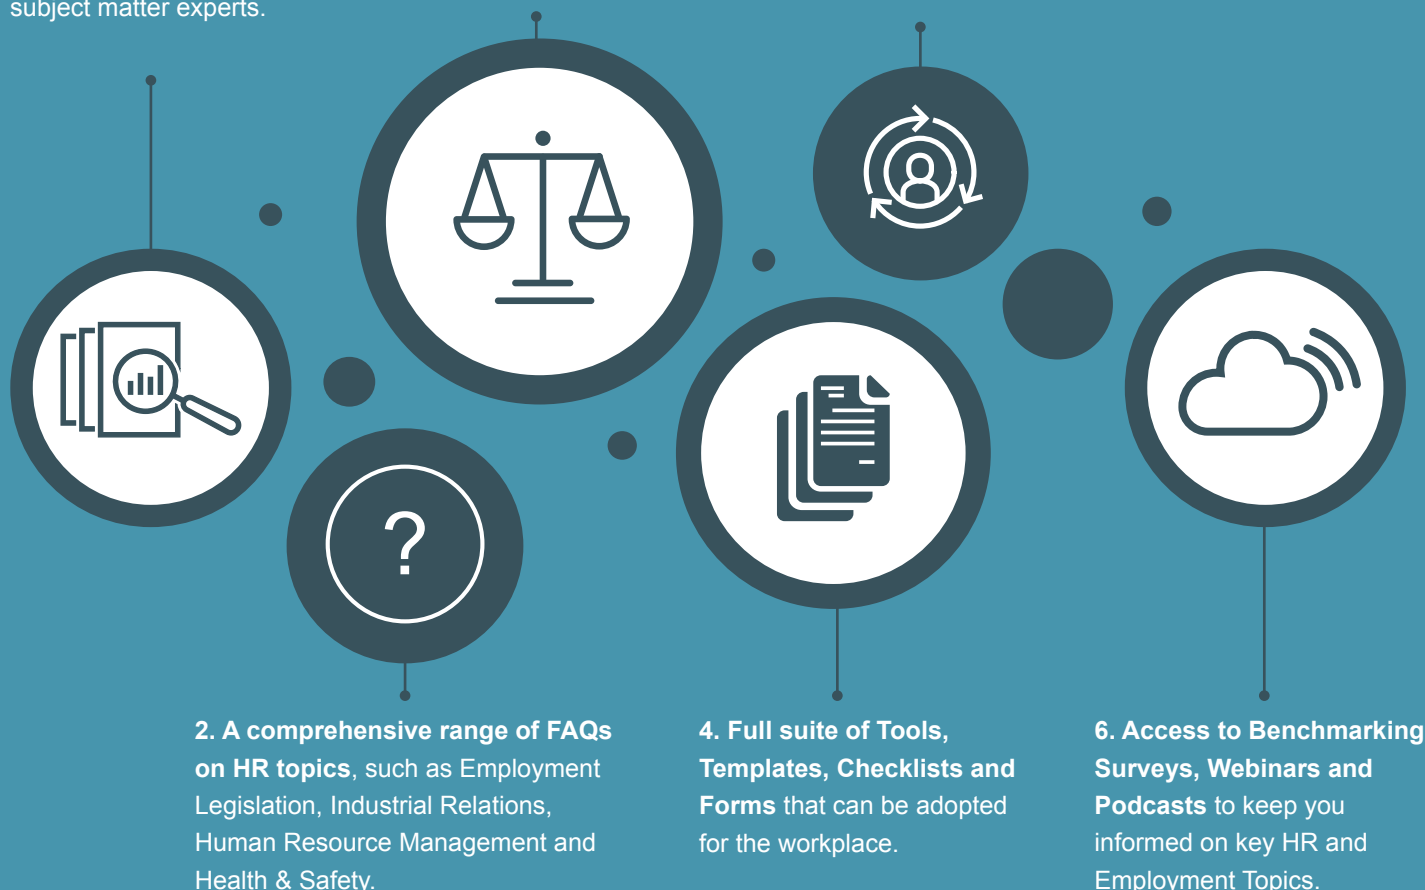 subject matter experts.
?
2. A comprehensive range of FAQs
on HR topics, such as Employment
Legislation, Industrial Relations,
Human Resource Management and
Health & Safety.
4. Full suite of Tools,
Templates, Checklists and
Forms that can be adopted
for the workplace.
6. Access to Benchmarking
Surveys, Webinars and
Podcasts to keep you
informed on key HR and
Employment Topics.